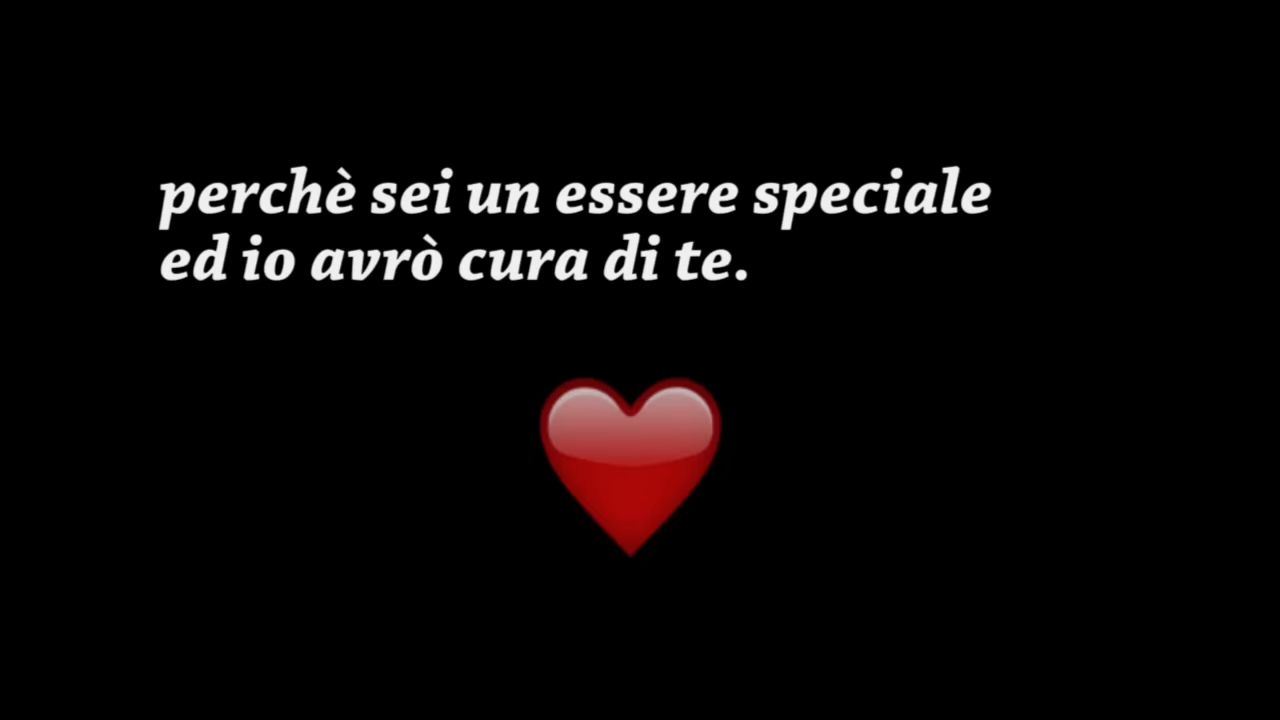 perchè sei un essere speciale
ed io avrò cura di te.